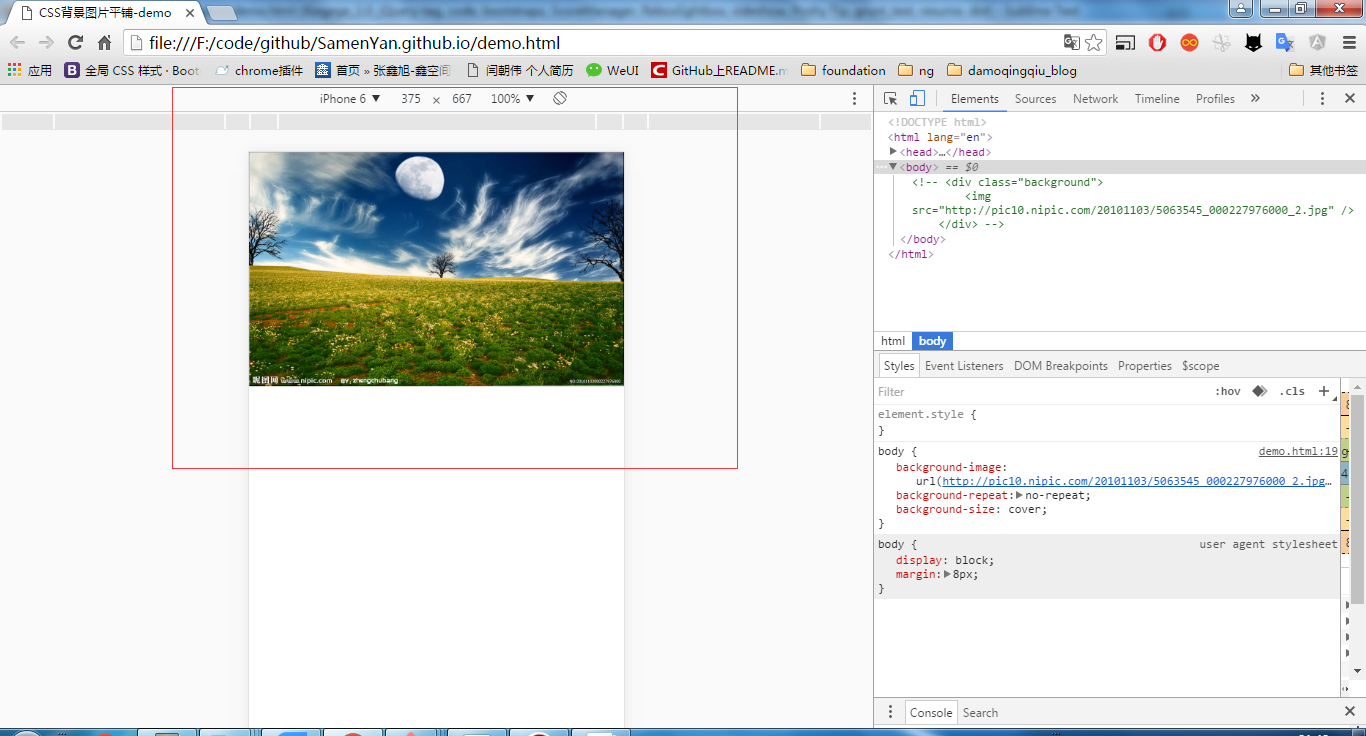 CSS背景图片平铺-demo
file:///F:/code/github/SamenYan.github.io/demo.html
应用
全局 CSS 样式 · Boot
chrome插件
首页 » 张鑫旭-鑫空间
闫朝伟 个人简历
WeUI
GitHub上README.m
foundation
ng
damoqingqiu_blog
其他书签
iPhone 6 ▼ 375 × 667 100% ▼
Elements Sources Network Timeline Profiles »
<!DOCTYPE html>
<html lang="en">
▶<head>…</head>
…▼<body> == $0
<!-- <div class="background">
<img
src="http://pic10.nipic.com/20101103/5063545_000227976000_2.jpg" />
</div> -->
</body>
</html>
html body
Styles Event Listeners DOM Breakpoints Properties $scope
Filter :hov .cls +
element.style {
}
body { demo.html:19
background-image:
url(http://pic10.nipic.com/20101103/5063545_000227976000_2.jpg…
background-repeat:▶no-repeat;
background-size: cover;
}
body { user agent stylesheet
display: block;
margin:▶8px;
}
Console Search
昵图网 www.nipic.com BY: zhengchubang